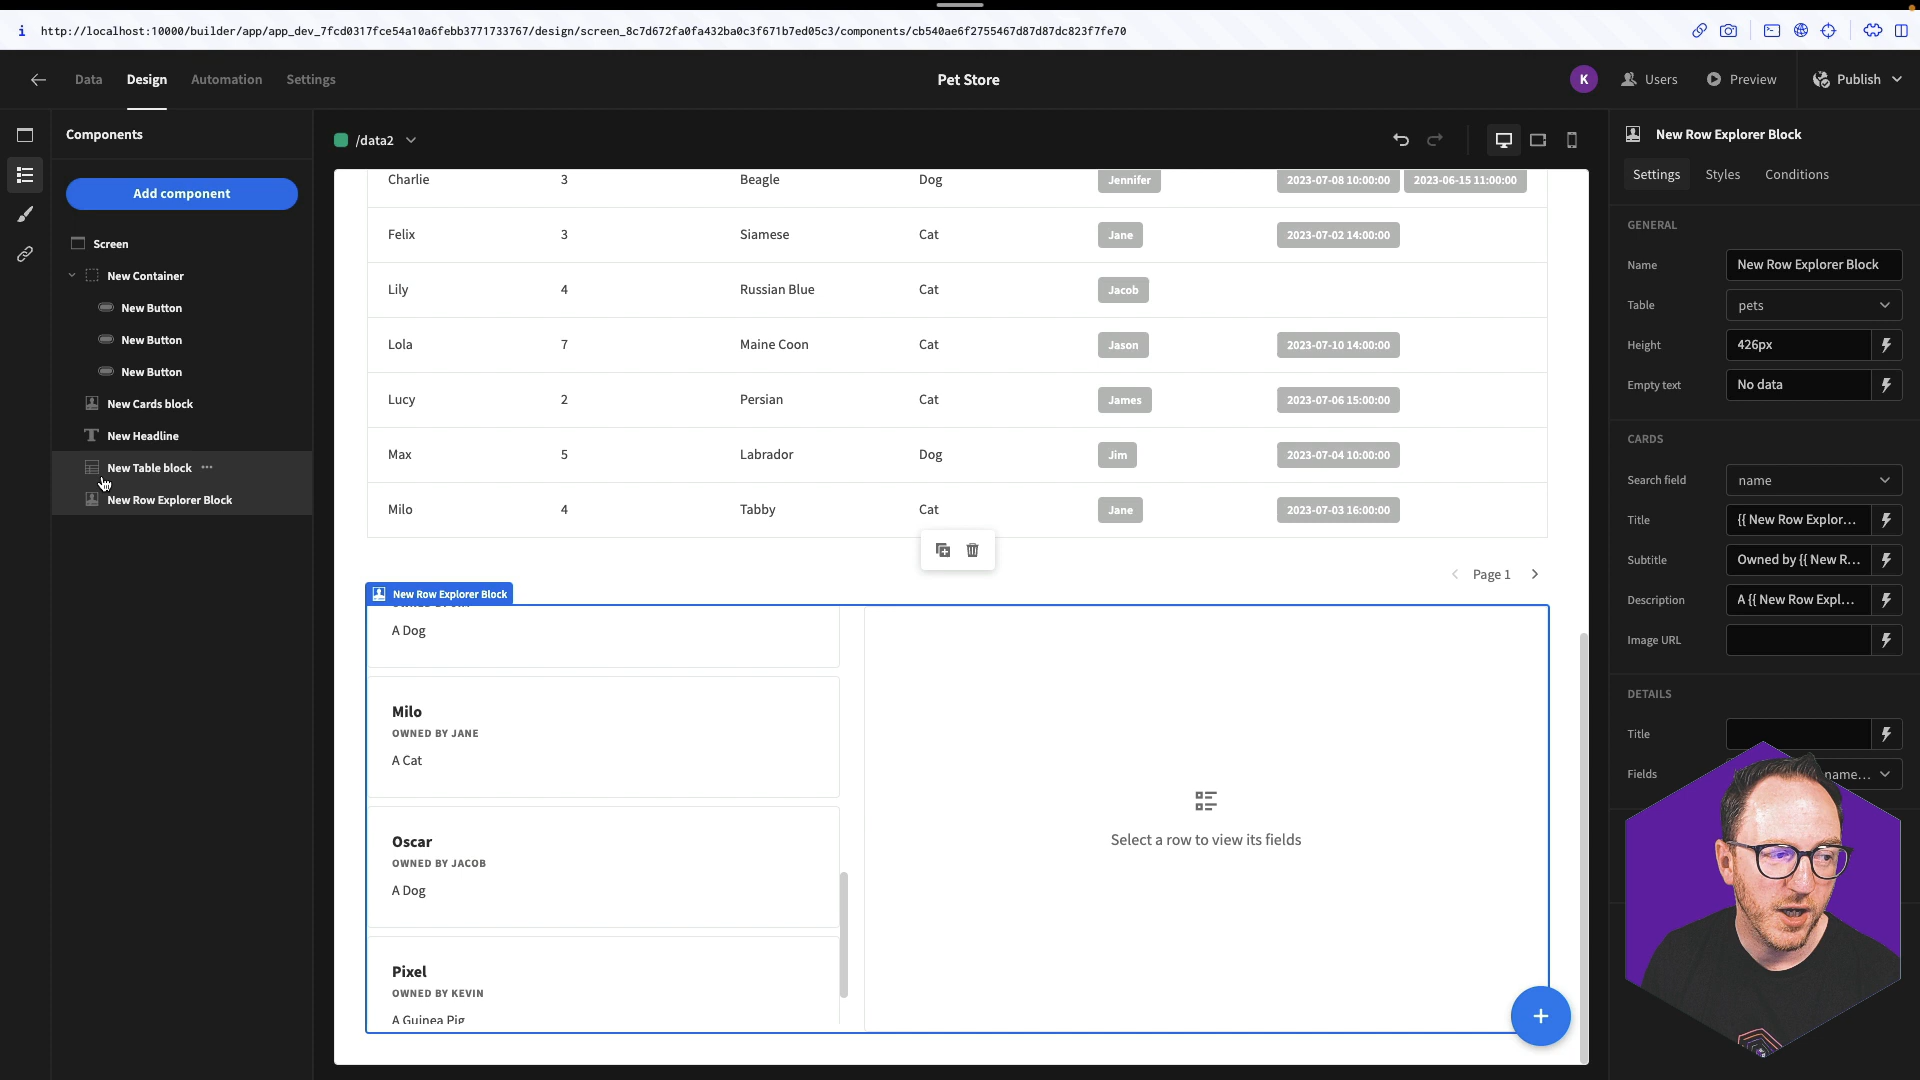 http://localhost:10000/builder/app/app_dev_7fcd0317fce54a10a6febb3771733767/design/screen_8c7d672fa0fa432ba0c3f671b7ed05c3/components/cb540ae6f2755467d87d87dc823f7fe70
Data Design Automation Settings
Pet Store
K Users Preview Publish
Components
Add component
Screen
New Container
New Button
New Button
New Button
New Cards block
New Headline
New Table block
New Row Explorer Block
/data2
Charlie 3 Beagle Dog Jennifer 2023-07-08 10:00:00 2023-06-15 11:00:00
Felix 3 Siamese Cat Jane 2023-07-02 14:00:00
Lily 4 Russian Blue Cat Jacob
Lola 7 Maine Coon Cat Jason 2023-07-10 14:00:00
Lucy 2 Persian Cat James 2023-07-06 15:00:00
Max 5 Labrador Dog Jim 2023-07-04 10:00:00
Milo 4 Tabby Cat Jane 2023-07-03 16:00:00
Page 1
New Row Explorer Block
A Dog
Milo
OWNED BY JANE
A Cat
Oscar
OWNED BY JACOB
A Dog
Pixel
OWNED BY KEVIN
A Guinea Pig
Select a row to view its fields
New Row Explorer Block
Settings Styles Conditions
GENERAL
Name New Row Explorer Block
Table pets
Height 426px
Empty text No data
CARDS
Search field name
Title {{ New Row Explor...
Subtitle Owned by {{ New R...
Description A {{ New Row Expl...
Image URL
DETAILS
Title
Fields name...